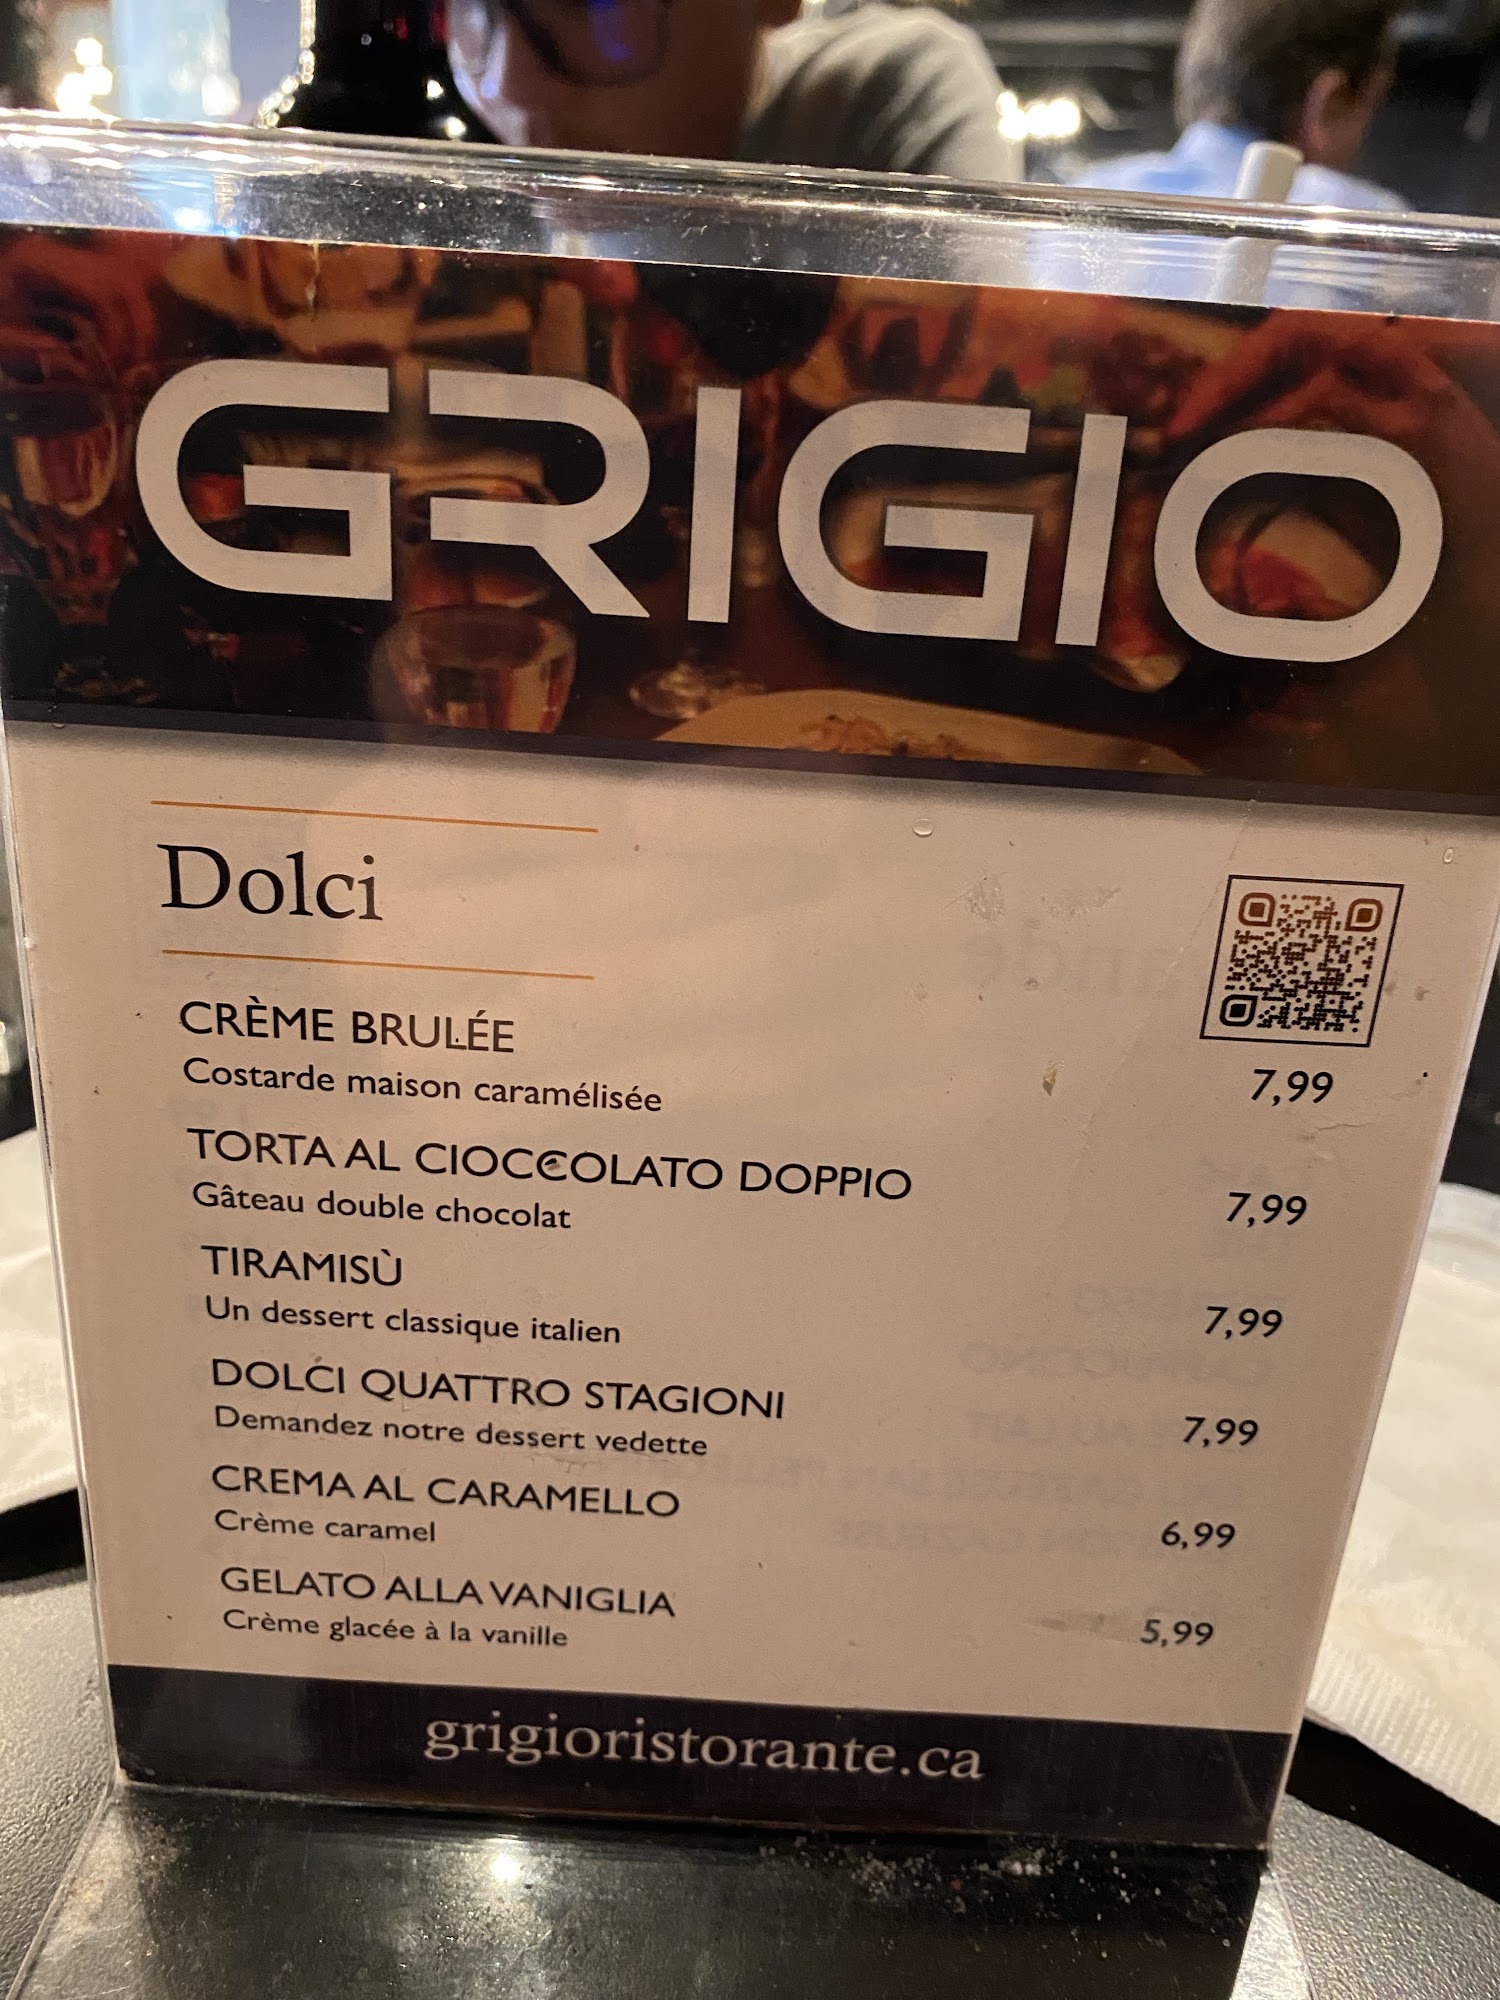 GRIGIO
Dolci
CRÈME BRULÉE
Costarde maison caramélisée 7,99
TORTA AL CIOCCOLATO DOPPIO
Gâteau double chocolat 7,99
TIRAMISÙ
Un dessert classique italien 7,99
DOLCI QUATTRO STAGIONI
Demandez notre dessert vedette 7,99
CREMA AL CARAMELLO
Crème caramel 6,99
GELATO ALLA VANIGLIA
Crème glacée à la vanille 5,99
grigioristorante.ca